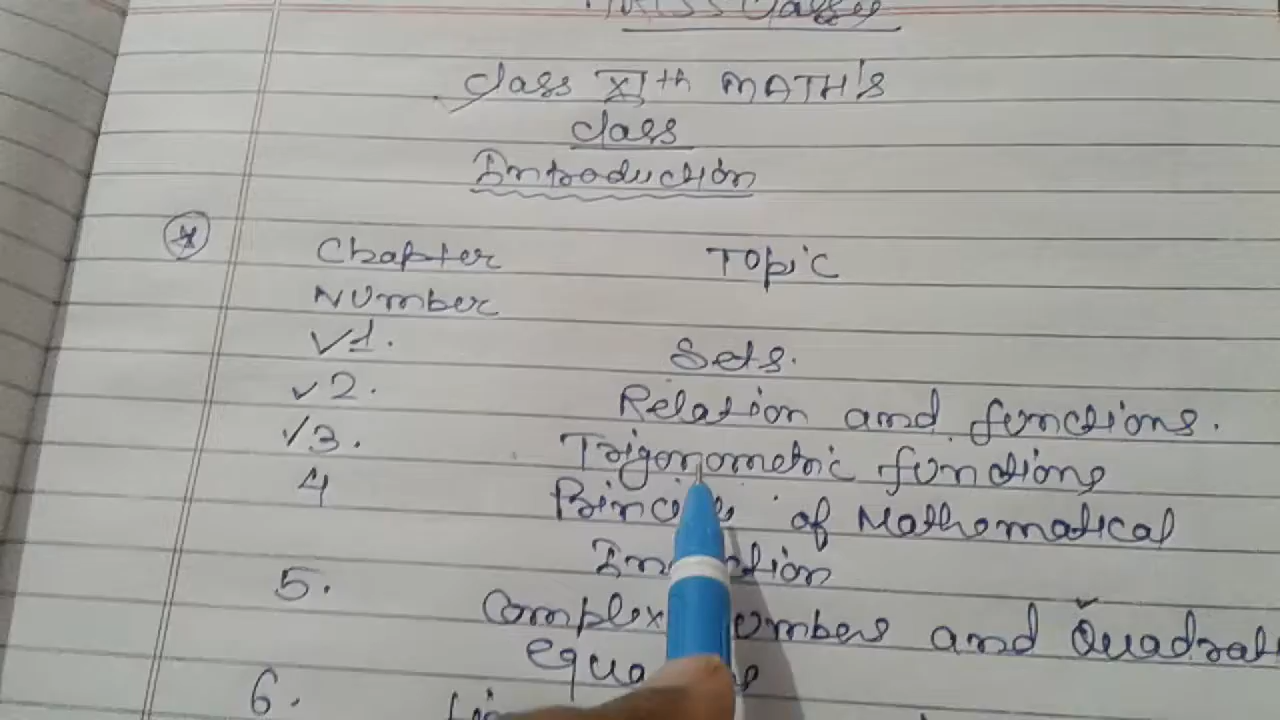 Classes
Class XIth MATH's
Class
Introduction
* Chapter Topic
Number
✓1. Sets.
✓2. Relation and functions.
✓3. Trigonometric functions
4 of Mathematical
5. Complex and Quadrat
6.